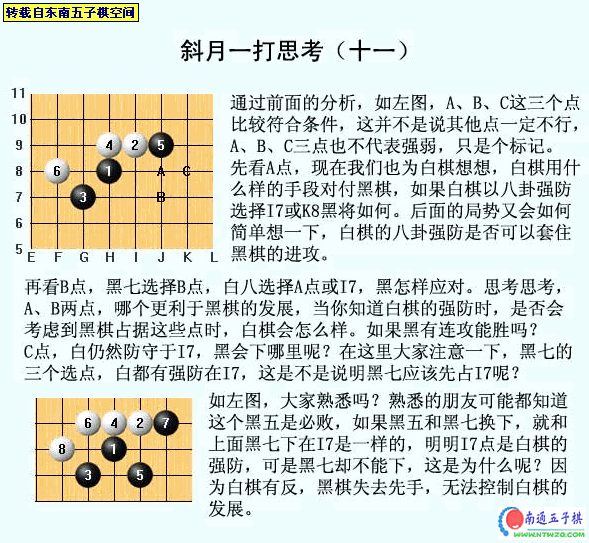 转载自东南五子棋空间
斜月一打思考（十一）
11
10
9
8
7
6
5
E F G H I J K L
4 2 5
6 1 A C
3 B
通过前面的分析，如左图，A、B、C这三个点
比较符合条件，这并不是说其他点一定不行，
A、B、C三点也不代表强弱，只是个标记。
先看A点，现在我们也为白棋想想，白棋用什
么样的手段对付黑棋，如果白棋以八卦强防
选择I7或K8黑将如何。后面的局势又会如何
简单想一下，白棋的八卦强防是否可以套住
黑棋的进攻。
再看B点，黑七选择B点，白八选择A点或I7，黑怎样应对。思考思考，
A、B两点，哪个更利于黑棋的发展，当你知道白棋的强防时，是否会
考虑到黑棋占据这些点时，白棋会怎么样。如果黑有连攻能胜吗？
C点，白仍然防守于I7，黑会下哪里呢？在这里大家注意一下，黑七的
三个选点，白都有强防在I7，这是不是说明黑七应该先占I7呢？
6 4 2 7
8 1
3 5
如左图，大家熟悉吗？熟悉的朋友可能都知道
这个黑五是必败，如果黑五和黑七换下，就和
上面黑七下在I7是一样的，明明I7点是白棋的
强防，可是黑七却不能下，这是为什么呢？因
为白棋有反，黑棋失去先手，无法控制白棋的
发展。
南通五子棋
WWW.NTWZQ.COM